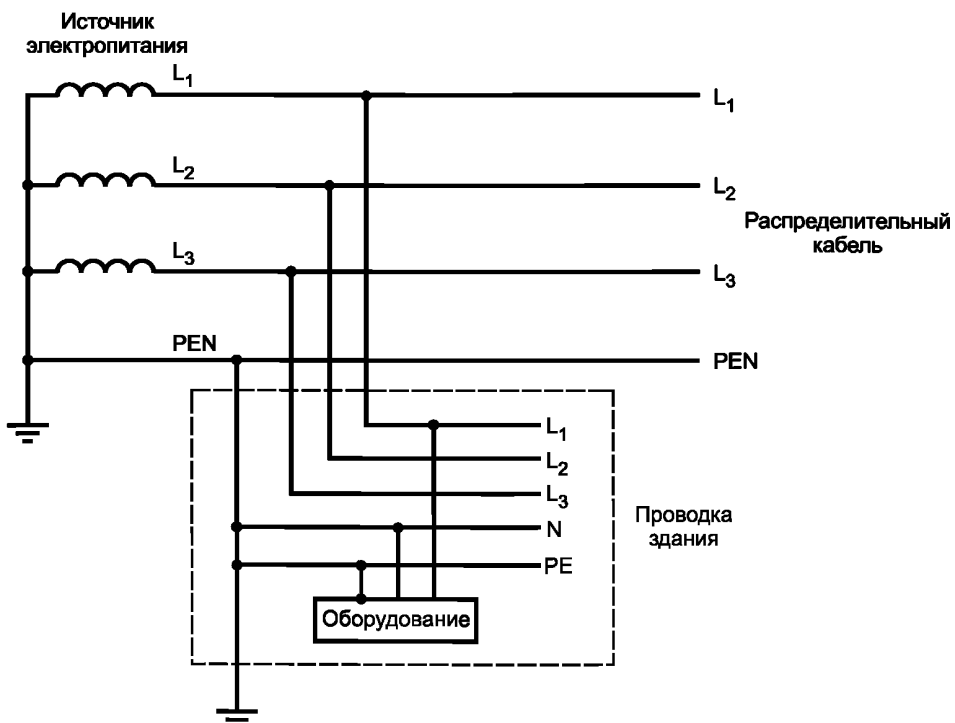 Источник
электропитания
L1
L1
L2
L2
Распределительный
кабель
L3
L3
PEN
PEN
L1
L2
L3
N
Проводка
здания
PE
Оборудование